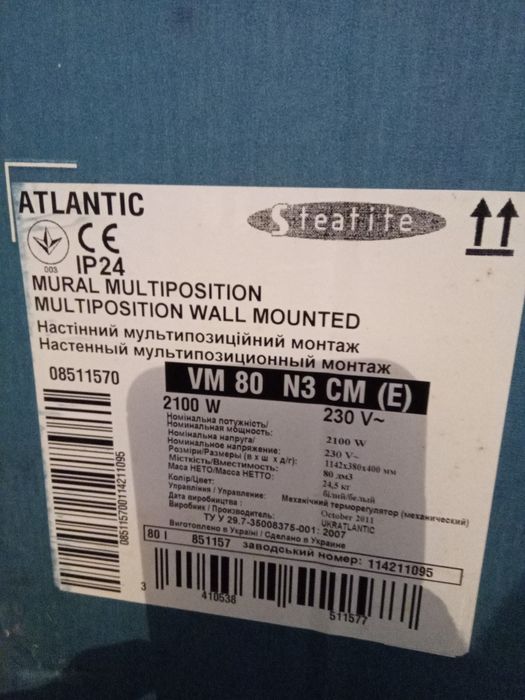 ATLANTIC
Steatite
CE
003
IP24
MURAL MULTIPOSITION
MULTIPOSITION WALL MOUNTED
Настінний мультипозиційний монтаж
Настенный мультипозиционный монтаж
08511570
VM 80 N3 CM (E)
2100 W 230 V~
Номінальна потужність/
Номинальная мощность: 2100 W
Номінальна напруга/
Номинальное напряжение: 230 V~
Розміри/Размеры (в х ш х д/г): 1142x380x400 мм
Місткість/Вместимость: 80 дм3
Маса НЕТО/Масса НЕТТО: 24,5 кг
Колір/Цвет: білий/белый
Управління / Управление: Механічний терморегулятор (механический)
Дата виробництва : October 2011
Виробник / Производитель: UKRATLANTIC
ТУ У 29.7-35008375-001: 2007
Виготовлено в Україні / Сделано в Украине
80 l 851157 заводський номер: 114211095
085115700114211095
3 410538 511577